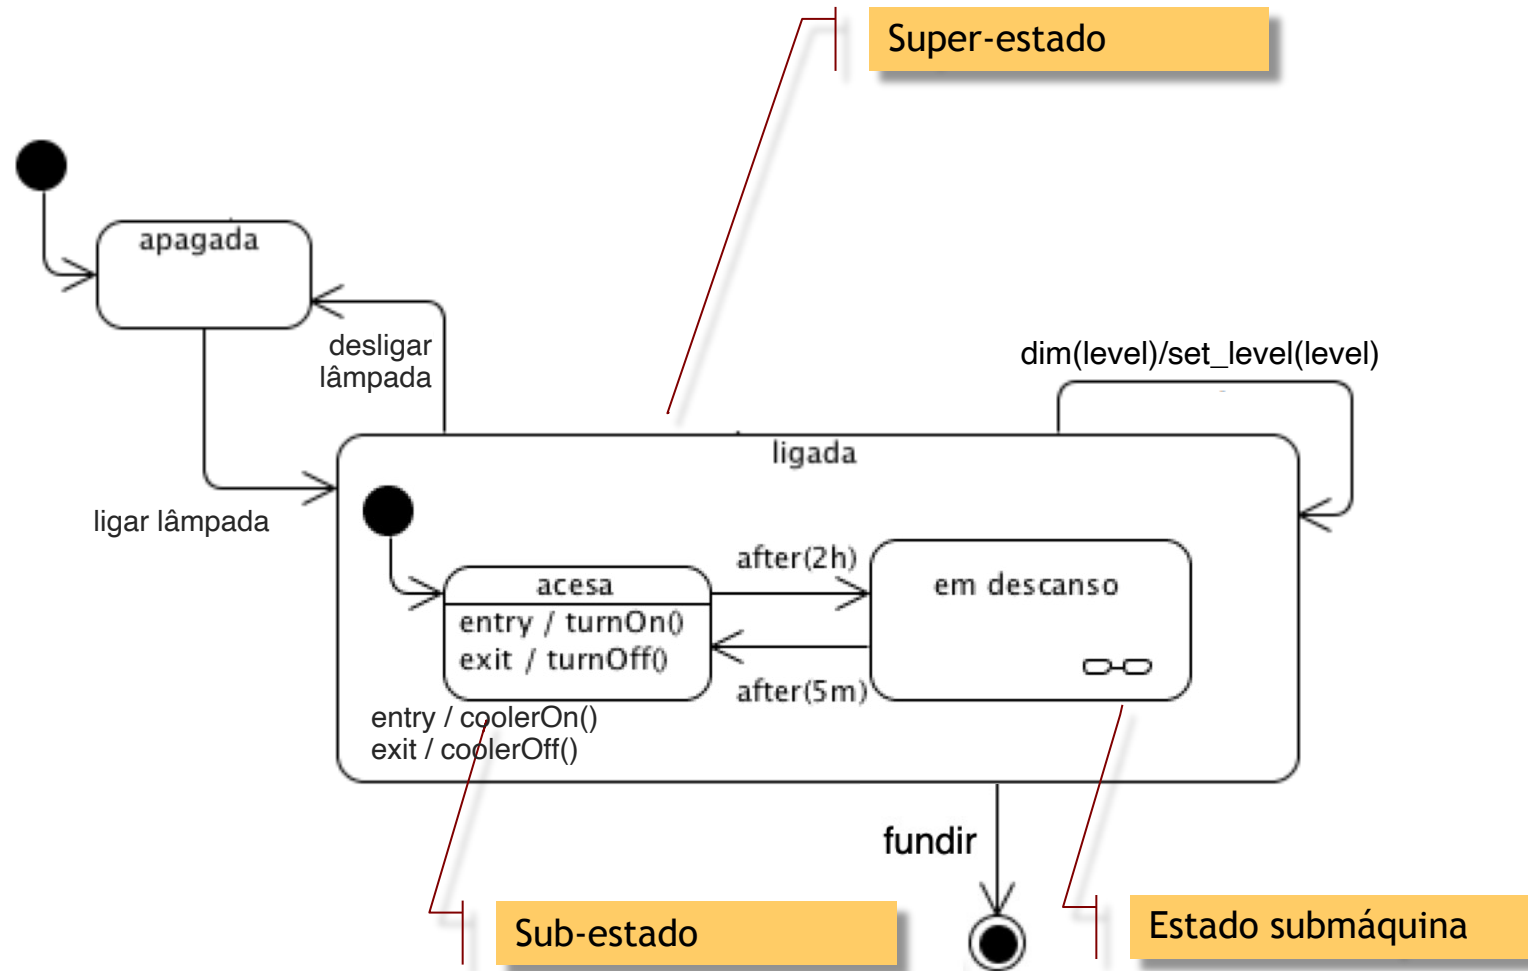 Super-estado
apagada
desligar
lâmpada
dim(level)/set_level(level)
ligada
ligar lâmpada
after(2h)
acesa
em descanso
entry / turnOn()
exit / turnOff()
after(5m)
entry / coolerOn()
exit / coolerOff()
fundir
Sub-estado
Estado submáquina